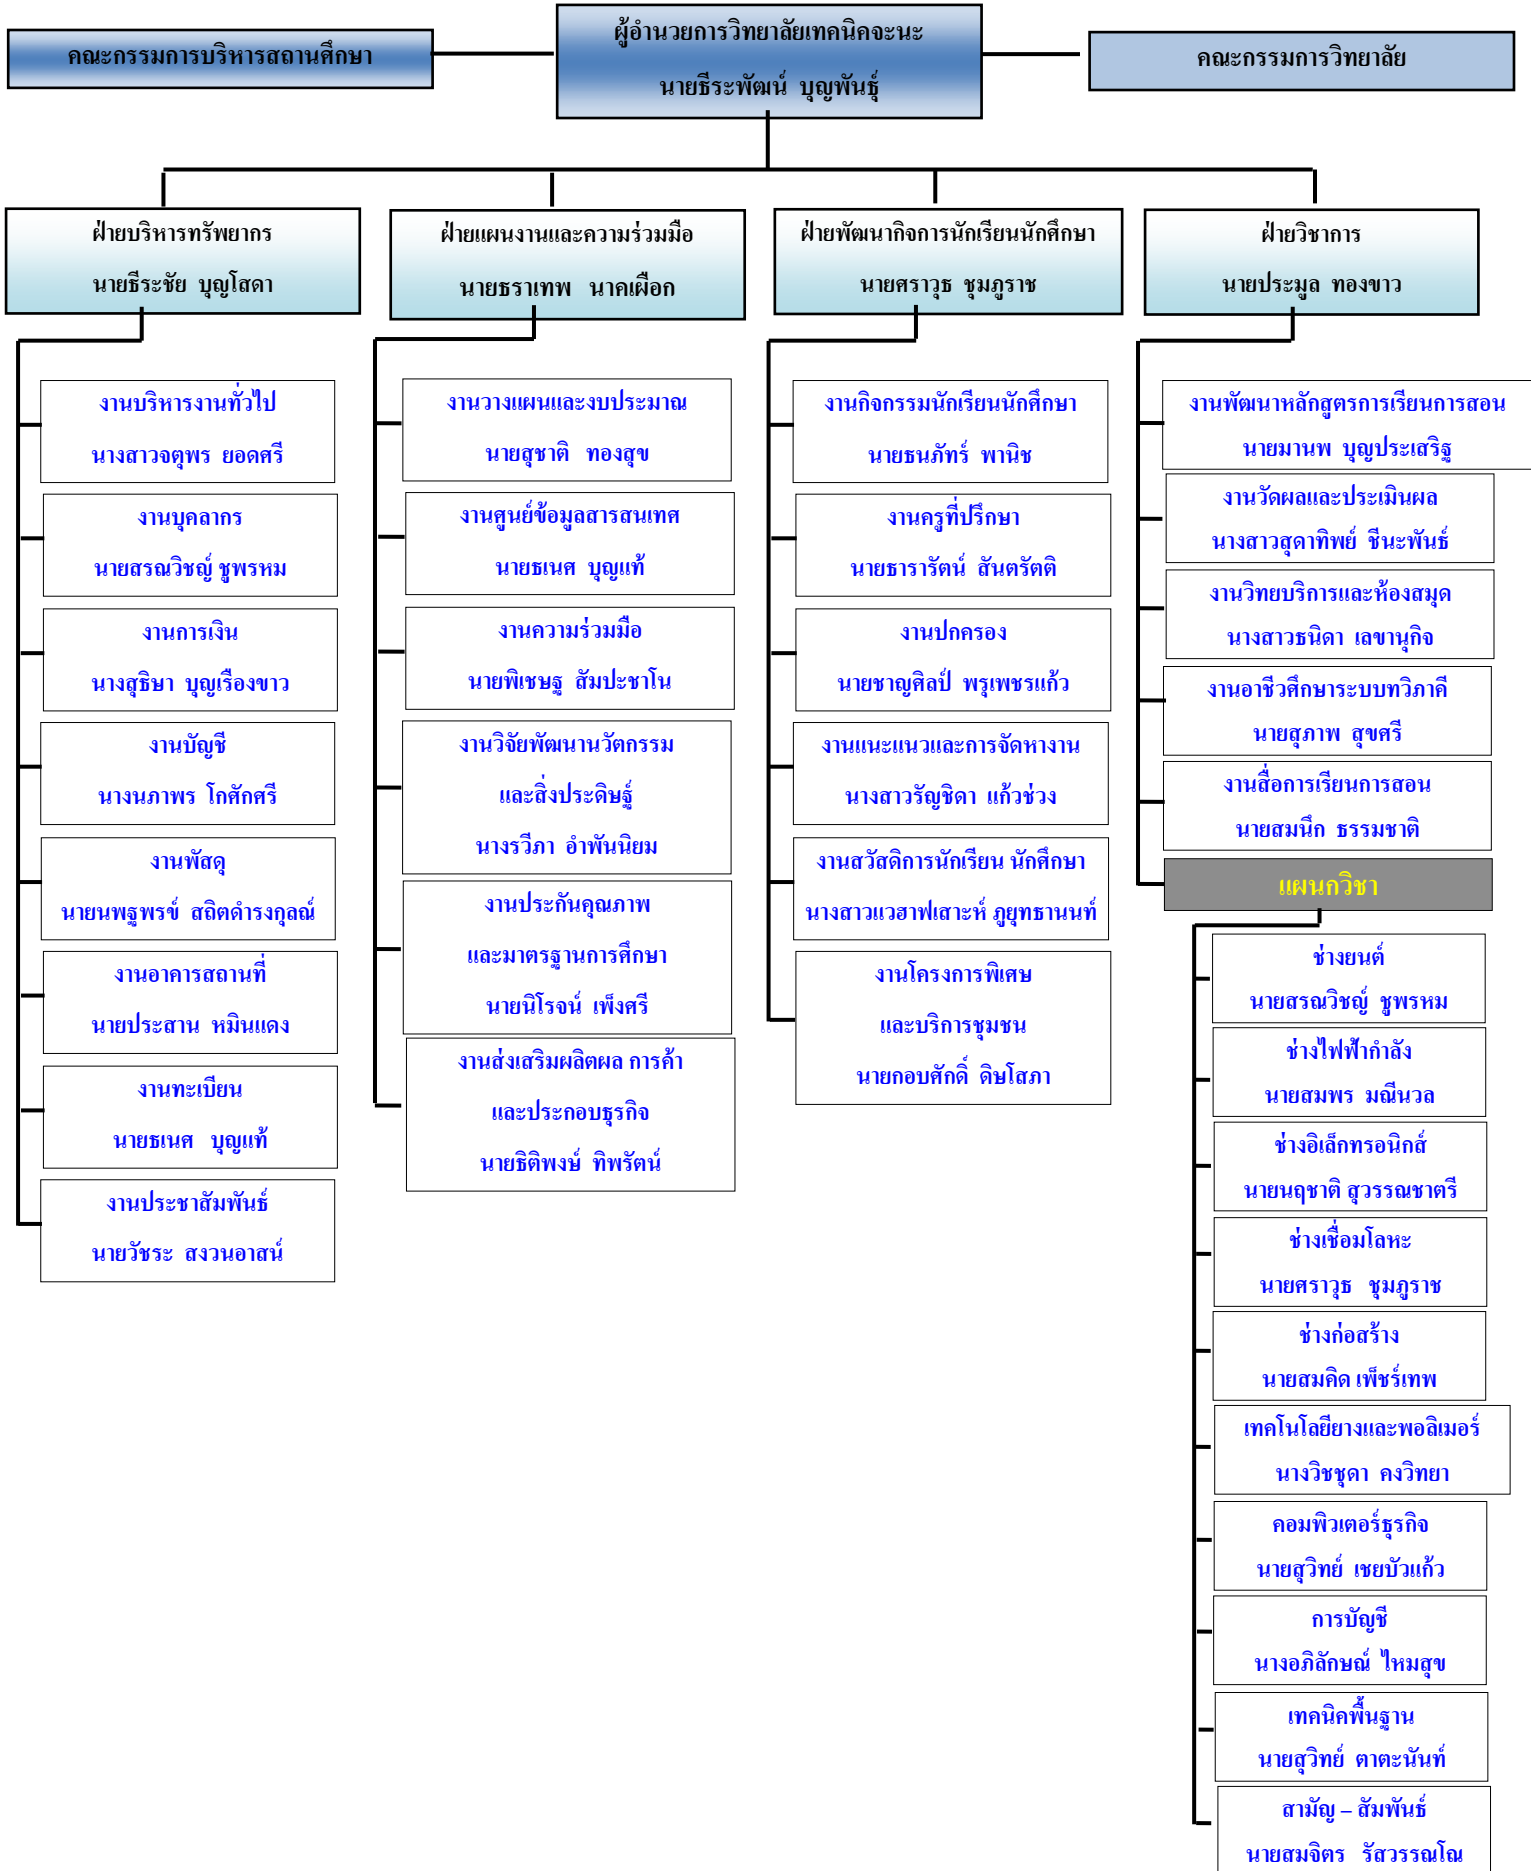 ผู้อำนวยการวิทยาลัยเทคนิคจะนะ
นายธีระพัฒน์ บุญพันธุ์
คณะกรรมการบริหารสถานศึกษา
คณะกรรมการวิทยาลัย
ฝ่ายบริหารทรัพยากร
นายธีระชัย บุญโสดา
งานบริหารงานทั่วไป
นางสาวจตุพร ยอดศรี
งานบุคลากร
นายสรณวิชญ์ ชูพรหม
งานการเงิน
นางสุธิษา บุญเรืองขาว
งานบัญชี
นางนภาพร โกศักศรี
งานพัสดุ
นายนพฐพรข์ สถิตดำรงกุลณ์
งานอาคารสถานที่
นายประสาน หมินแดง
งานทะเบียน
นายธเนศ บุญแท้
งานประชาสัมพันธ์
นายวัชระ สงวนอาสน์
ฝ่ายแผนงานและความร่วมมือ
นายธราเทพ นาคเผือก
งานวางแผนและงบประมาณ
นายสุชาติ ทองสุข
งานศูนย์ข้อมูลสารสนเทศ
นายธเนศ บุญแท้
งานความร่วมมือ
นายพิเชษฐ สัมปะชาโน
งานวิจัยพัฒนานวัตกรรม
และสิ่งประดิษฐ์
นางรวีภา อำพันนิยม
งานประกันคุณภาพ
และมาตรฐานการศึกษา
นายนิโรจน์ เพ็งศรี
งานส่งเสริมผลิตผล การค้า
และประกอบธุรกิจ
นายธิติพงษ์ ทิพรัตน์
ฝ่ายพัฒนากิจการนักเรียนนักศึกษา
นายศราวุธ ชุมภูราช
งานกิจกรรมนักเรียนนักศึกษา
นายธนภัทร์ พานิช
งานครูที่ปรึกษา
นายธารารัตน์ สันตรัตติ
งานปกครอง
นายชาญศิลป์ พรุเพชรแก้ว
งานแนะแนวและการจัดหางาน
นางสาวรัญชิดา แก้วช่วง
งานสวัสดิการนักเรียน นักศึกษา
นางสาวแวฮาฟเสาะห์ ภูยุทธานนท์
งานโครงการพิเศษ
และบริการชุมชน
นายกอบศักดิ์ ดิษโสภา
ฝ่ายวิชาการ
นายประมูล ทองขาว
งานพัฒนาหลักสูตรการเรียนการสอน
นายมานพ บุญประเสริฐ
งานวัดผลและประเมินผล
นางสาวสุดาทิพย์ ชีนะพันธ์
งานวิทยบริการและห้องสมุด
นางสาวธนิดา เลขานุกิจ
งานอาชีวศึกษาระบบทวิภาคี
นายสุภาพ สุขศรี
งานสื่อการเรียนการสอน
นายสมนึก ธรรมชาติ
แผนกวิชา
ช่างยนต์
นายสรณวิชญ์ ชูพรหม
ช่างไฟฟ้ากำลัง
นายสมพร มณีนวล
ช่างอิเล็กทรอนิกส์
นายนฤชาติ สุวรรณชาตรี
ช่างเชื่อมโลหะ
นายศราวุธ ชุมภูราช
ช่างก่อสร้าง
นายสมคิด เพ็ชร์เทพ
เทคโนโลยียางและพอลิเมอร์
นางวิชชุดา คงวิทยา
คอมพิวเตอร์ธุรกิจ
นายสุวิทย์ เชยบัวแก้ว
การบัญชี
นางอภิลักษณ์ ไหมสุข
เทคนิคพื้นฐาน
นายสุวิทย์ ตาตะนันท์
สามัญ – สัมพันธ์
นายสมจิตร รัสวรรณโณ